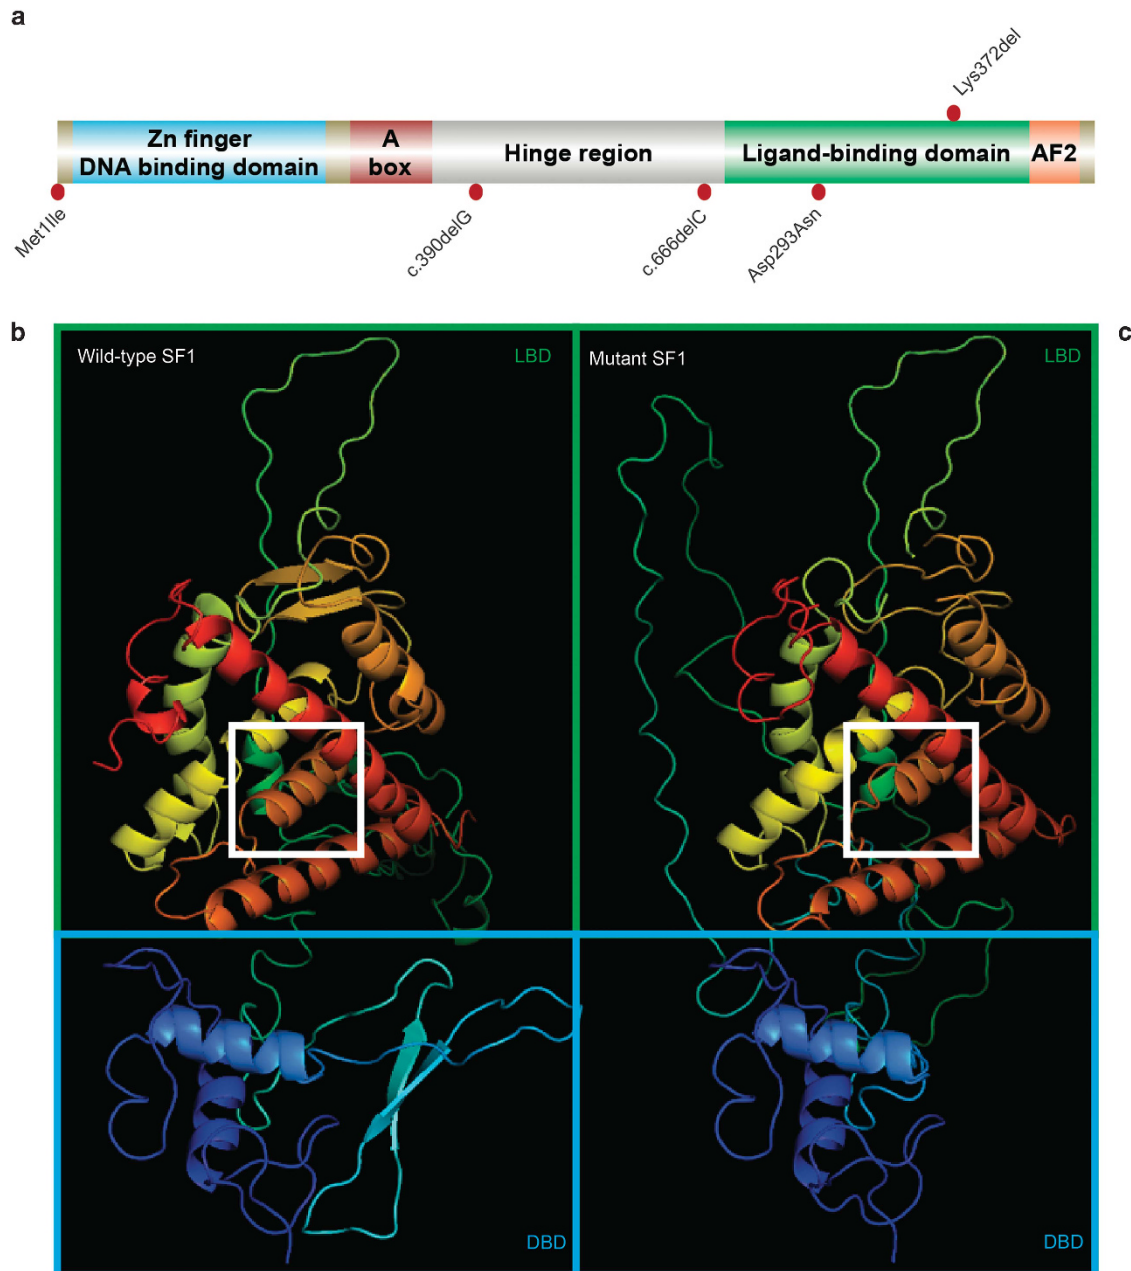 a
Lys372del
Zn finger
DNA binding domain
A
box
Hinge region
Ligand-binding domain
AF2
Met1Ile
c.390delG
c.666delC
Asp293Asn
b
c
Wild-type SF1
LBD
Mutant SF1
LBD
DBD
DBD